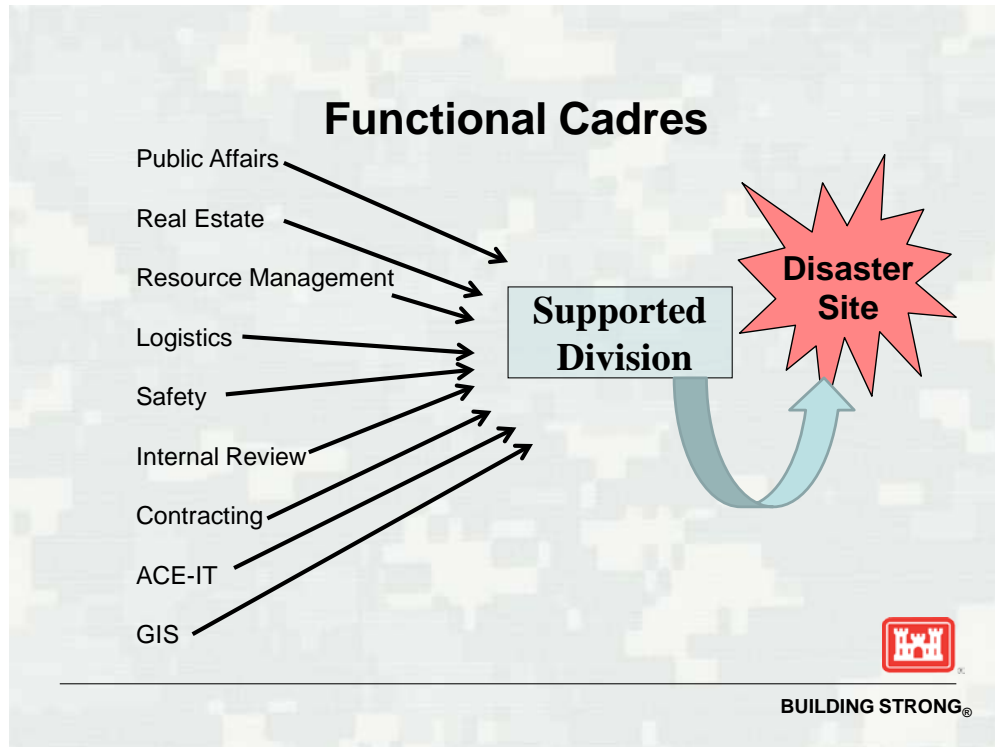 Functional Cadres
Public Affairs
Real Estate
Resource Management
Logistics
Safety
Internal Review
Contracting
ACE-IT
GIS
Supported
Division
Disaster
Site
BUILDING STRONG®